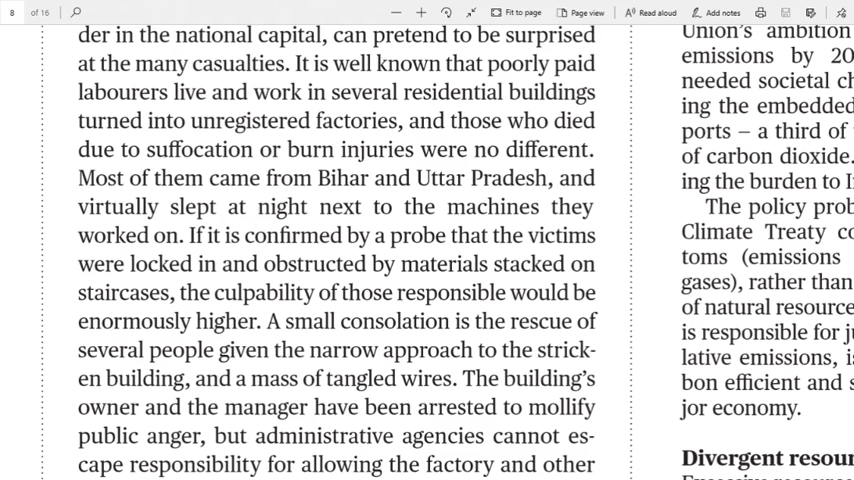 8 of 16 Fit to page Page view Read aloud Add notes
der in the national capital, can pretend to be surprised
at the many casualties. It is well known that poorly paid
labourers live and work in several residential buildings
turned into unregistered factories, and those who died
due to suffocation or burn injuries were no different.
Most of them came from Bihar and Uttar Pradesh, and
virtually slept at night next to the machines they
worked on. If it is confirmed by a probe that the victims
were locked in and obstructed by materials stacked on
staircases, the culpability of those responsible would be
enormously higher. A small consolation is the rescue of
several people given the narrow approach to the strick-
en building, and a mass of tangled wires. The building's
owner and the manager have been arrested to mollify
public anger, but administrative agencies cannot es-
cape responsibility for allowing the factory and other
Union's ambition
emissions by 20
needed societal ch
ing the embedded
ports – a third of
of carbon dioxide.
ing the burden to I
The policy prob
Climate Treaty co
toms (emissions
gases), rather than
of natural resource
is responsible for ju
lative emissions, is
bon efficient and s
jor economy.
Divergent resour